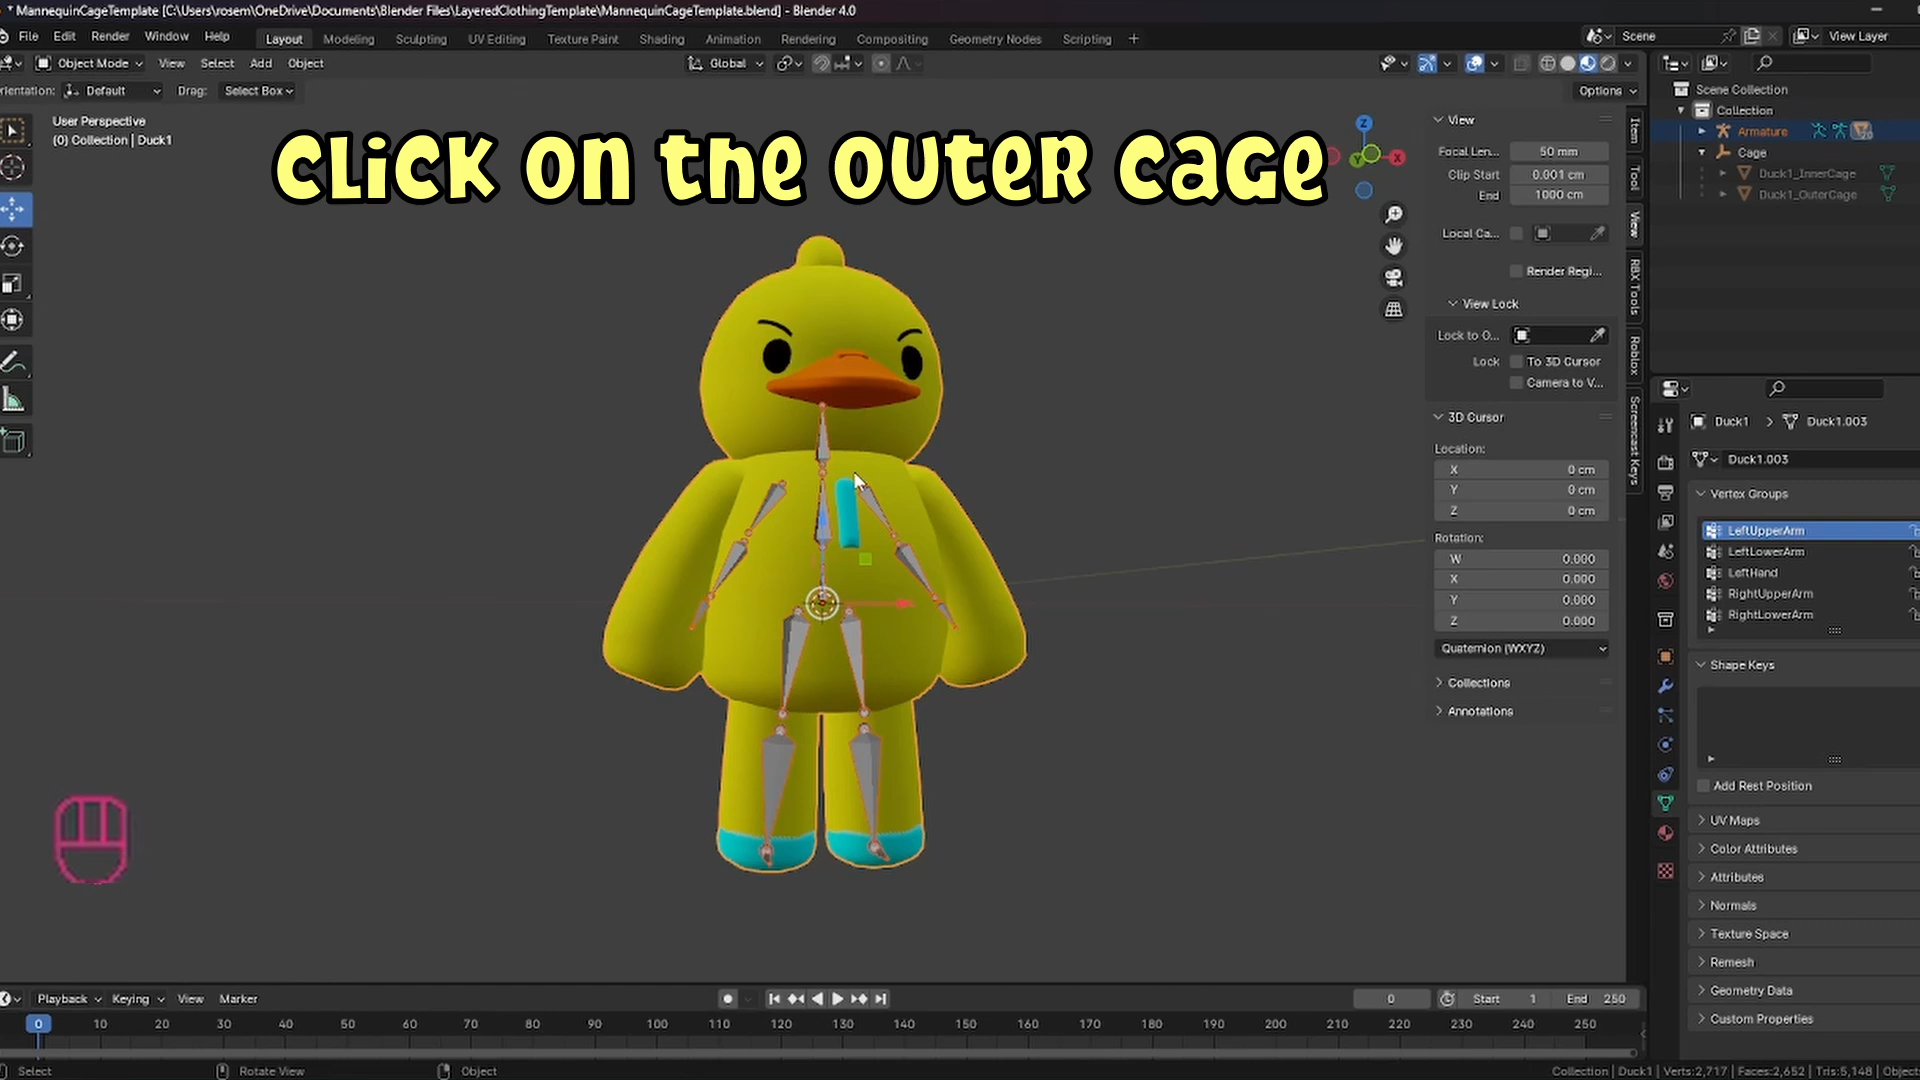 * MannequinCageTemplate [C:\Users\rosem\OneDrive\Documents\Blender Files\LayeredClothingTemplate\MannequinCageTemplate.blend] - Blender 4.0
File Edit Render Window Help Layout Modeling Sculpting UV Editing Texture Paint Shading Animation Rendering Compositing Geometry Nodes Scripting + Scene View Layer
Object Mode View Select Add Object Global
rientation: Default Drag: Select Box Options
User Perspective
(0) Collection | Duck1
Click on the outer cage
Z
X
Y
View
Focal Len... 50 mm
Clip Start 0.001 cm
End 1000 cm
Local Ca...
Render Regi...
View Lock
Lock to O...
Lock To 3D Cursor
Camera to V...
3D Cursor
Location:
X 0 cm
Y 0 cm
Z 0 cm
Rotation:
W 0.000
X 0.000
Y 0.000
Z 0.000
Quaternion (WXYZ)
Collections
Annotations
Item
Tool
View
RBX Tools
Roblox
Screencast Keys
Scene Collection
Collection
Armature
Cage
Duck1_InnerCage
Duck1_OuterCage
Duck1 > Duck1.003
Duck1.003
Vertex Groups
LeftUpperArm
LeftLowerArm
LeftHand
RightUpperArm
RightLowerArm
Shape Keys
Add Rest Position
UV Maps
Color Attributes
Attributes
Normals
Texture Space
Remesh
Geometry Data
Custom Properties
Playback Keying View Marker 0 Start 1 End 250
0 10 20 30 40 50 60 70 80 90 100 110 120 130 140 150 160 170 180 190 200 210 220 230 240 250
Select Rotate View Object Collection | Duck1 | Verts:2,717 | Faces:2,652 | Tris:5,148 | Object